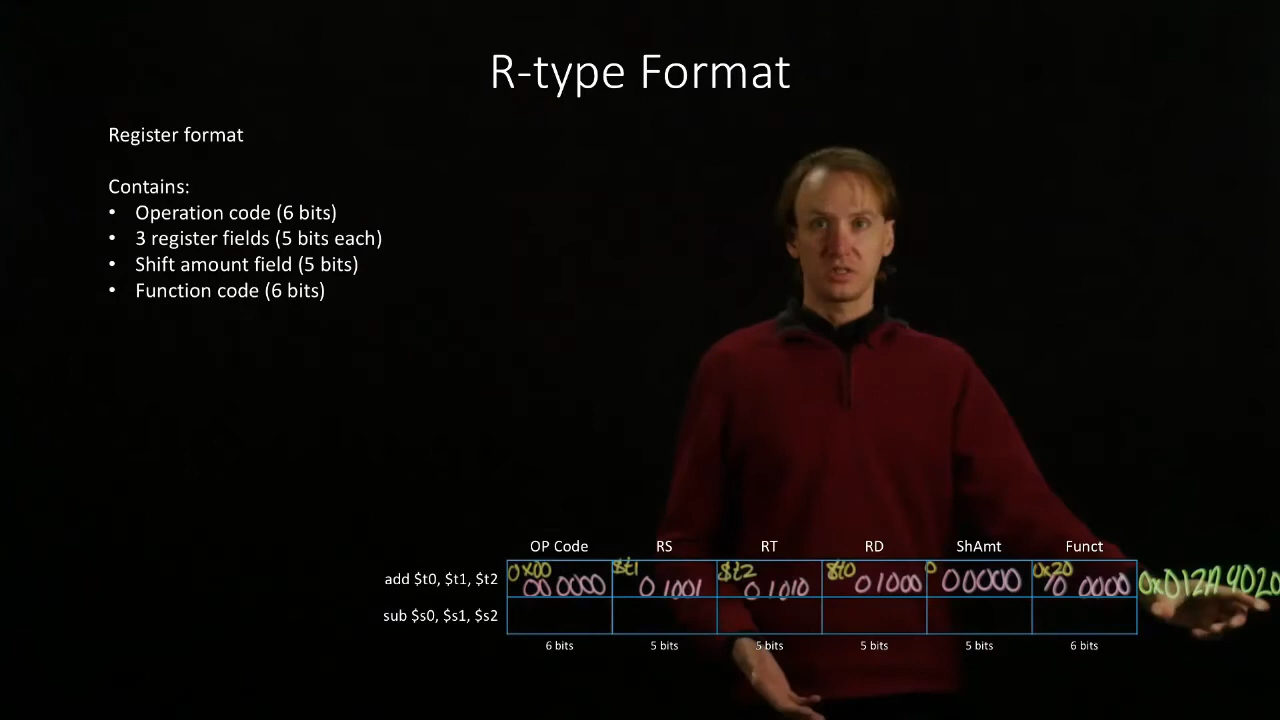 R-type Format
Register format
Contains:
• Operation code (6 bits)
• 3 register fields (5 bits each)
• Shift amount field (5 bits)
• Function code (6 bits)
OP Code RS RT RD ShAmt Funct
0x00 $t1 $t2 $t0 0 0x20
add $t0, $t1, $t2 00 0000 0 1001 0 1010 0 1000 0 0000 10 0000 0x012A4020
sub $s0, $s1, $s2
6 bits 5 bits 5 bits 5 bits 5 bits 6 bits